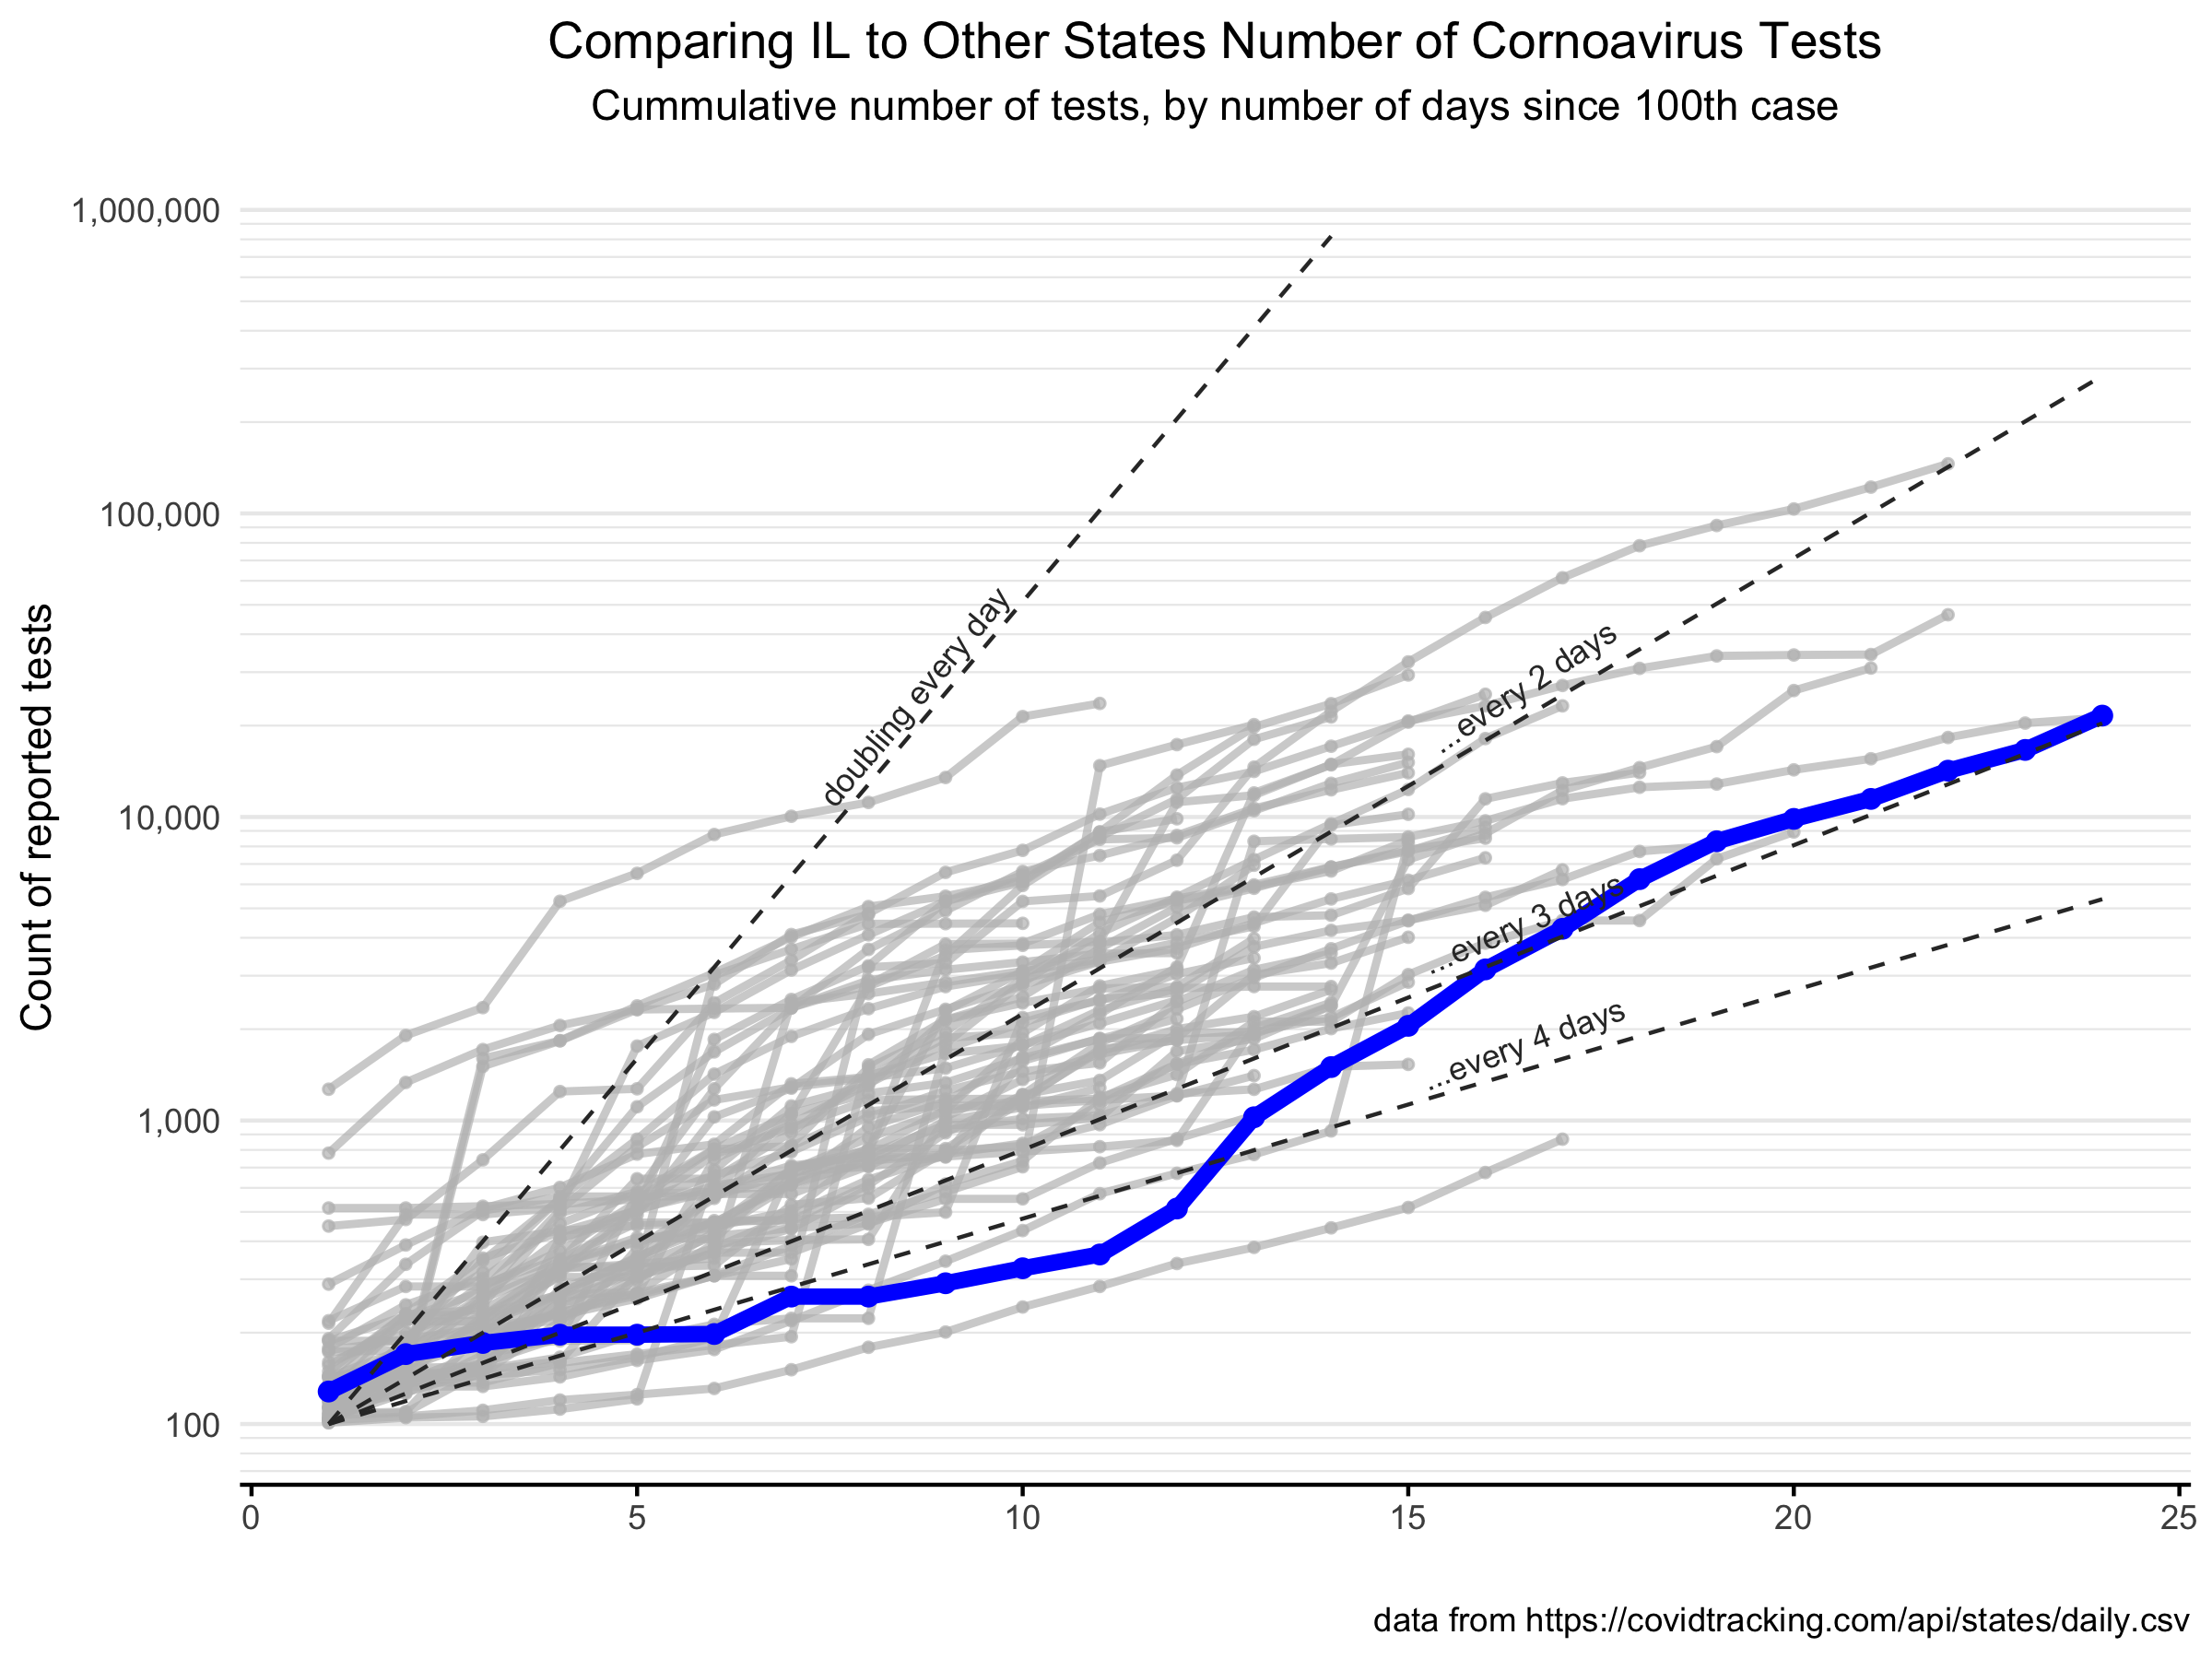 Comparing IL to Other States Number of Cornoavirus Tests
Cummulative number of tests, by number of days since 100th case
Count of reported tests
1,000,000
100,000
10,000
1,000
100
doubling every day
...every 2 days
...every 3 days
...every 4 days
0
5
10
15
20
25
data from https://covidtracking.com/api/states/daily.csv